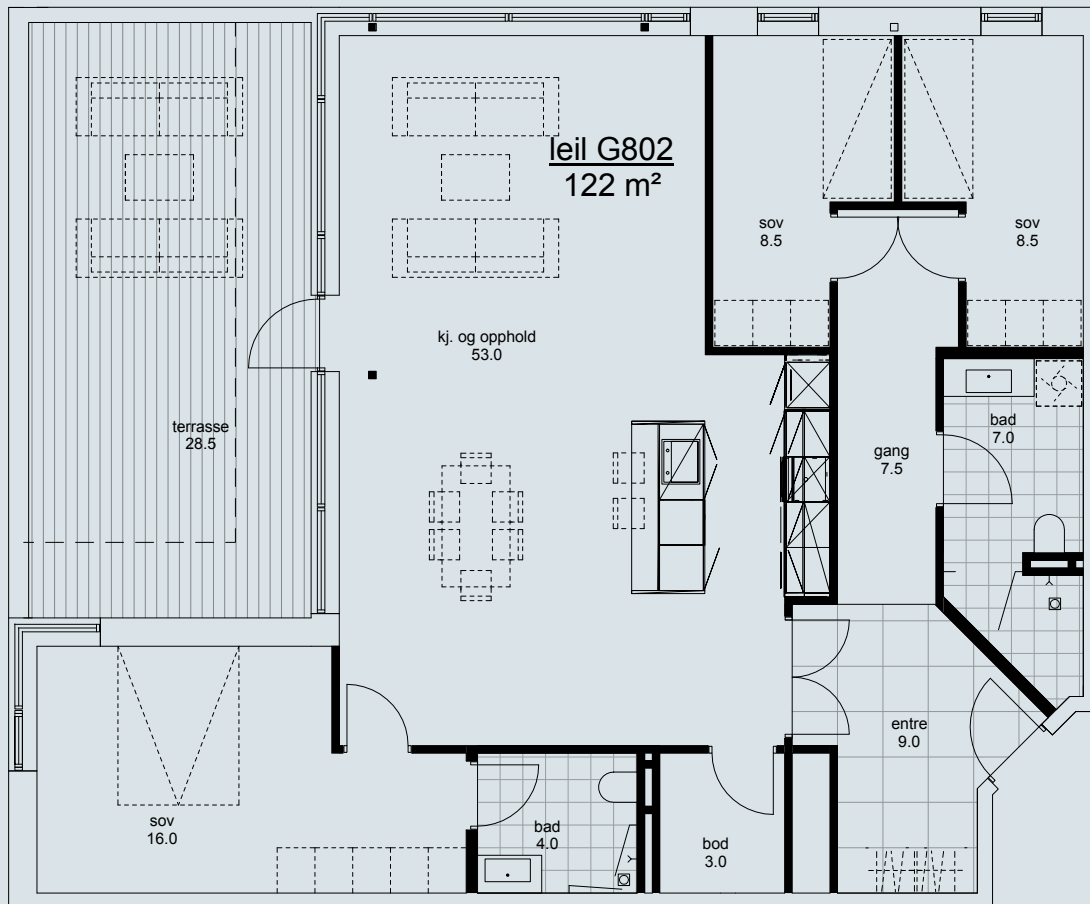 leil G802
122 m²
sov
8.5
sov
8.5
kj. og opphold
53.0
terrasse
28.5
bad
7.0
gang
7.5
entre
9.0
sov
16.0
bad
4.0
bod
3.0